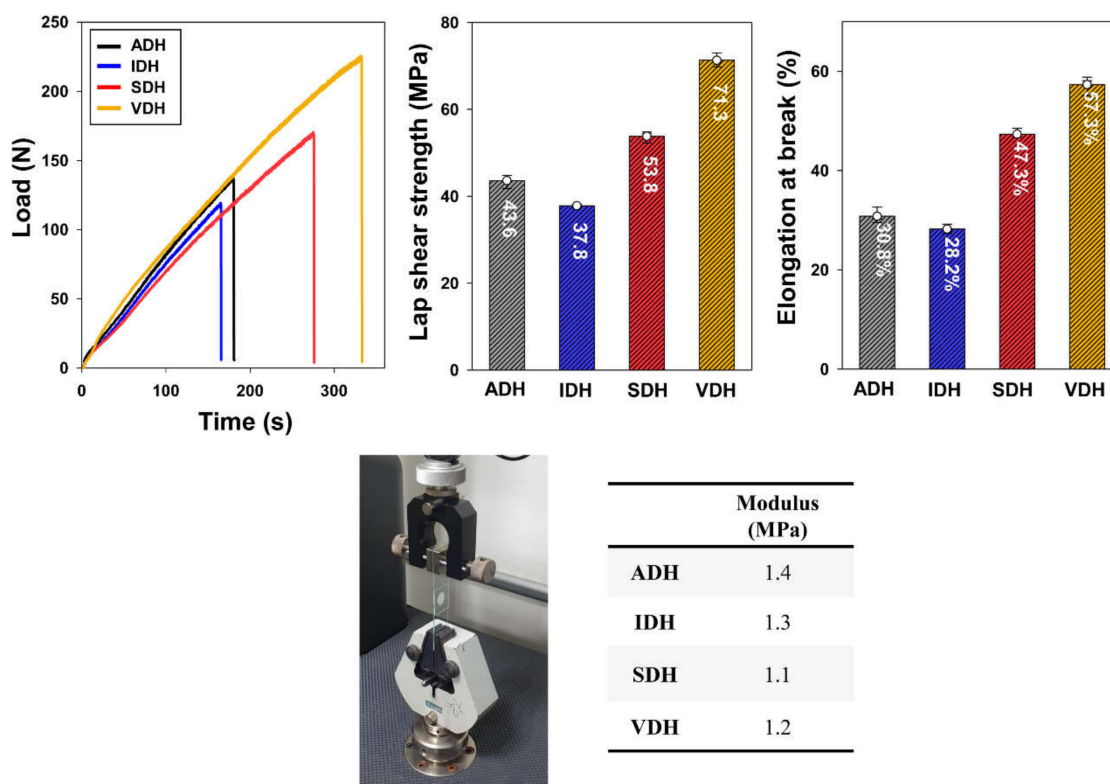 250
200
150
100
50
0
Load (N)
ADH
IDH
SDH
VDH
0
100
200
300
Time (s)
80
60
40
20
0
Lap shear strength (MPa)
43.6
37.8
53.8
71.3
ADH
IDH
SDH
VDH
60
40
20
0
Elongation at break (%)
30.8%
28.2%
47.3%
57.3%
ADH
IDH
SDH
VDH
Modulus
(MPa)
ADH 1.4
IDH 1.3
SDH 1.1
VDH 1.2